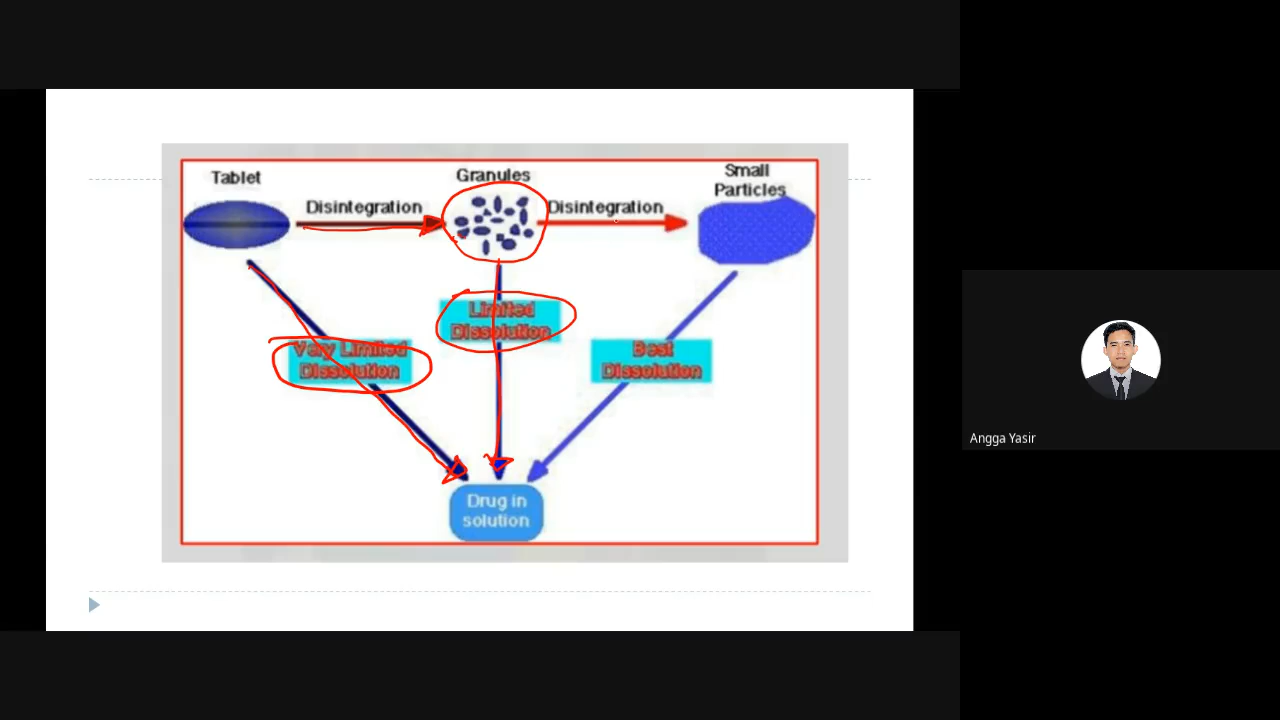 Tablet
Granules
Small
Particles
Disintegration
Disintegration
Limited
Dissolution
Very Limited
Dissolution
Best
Dissolution
Drug in
solution
Angga Yasir